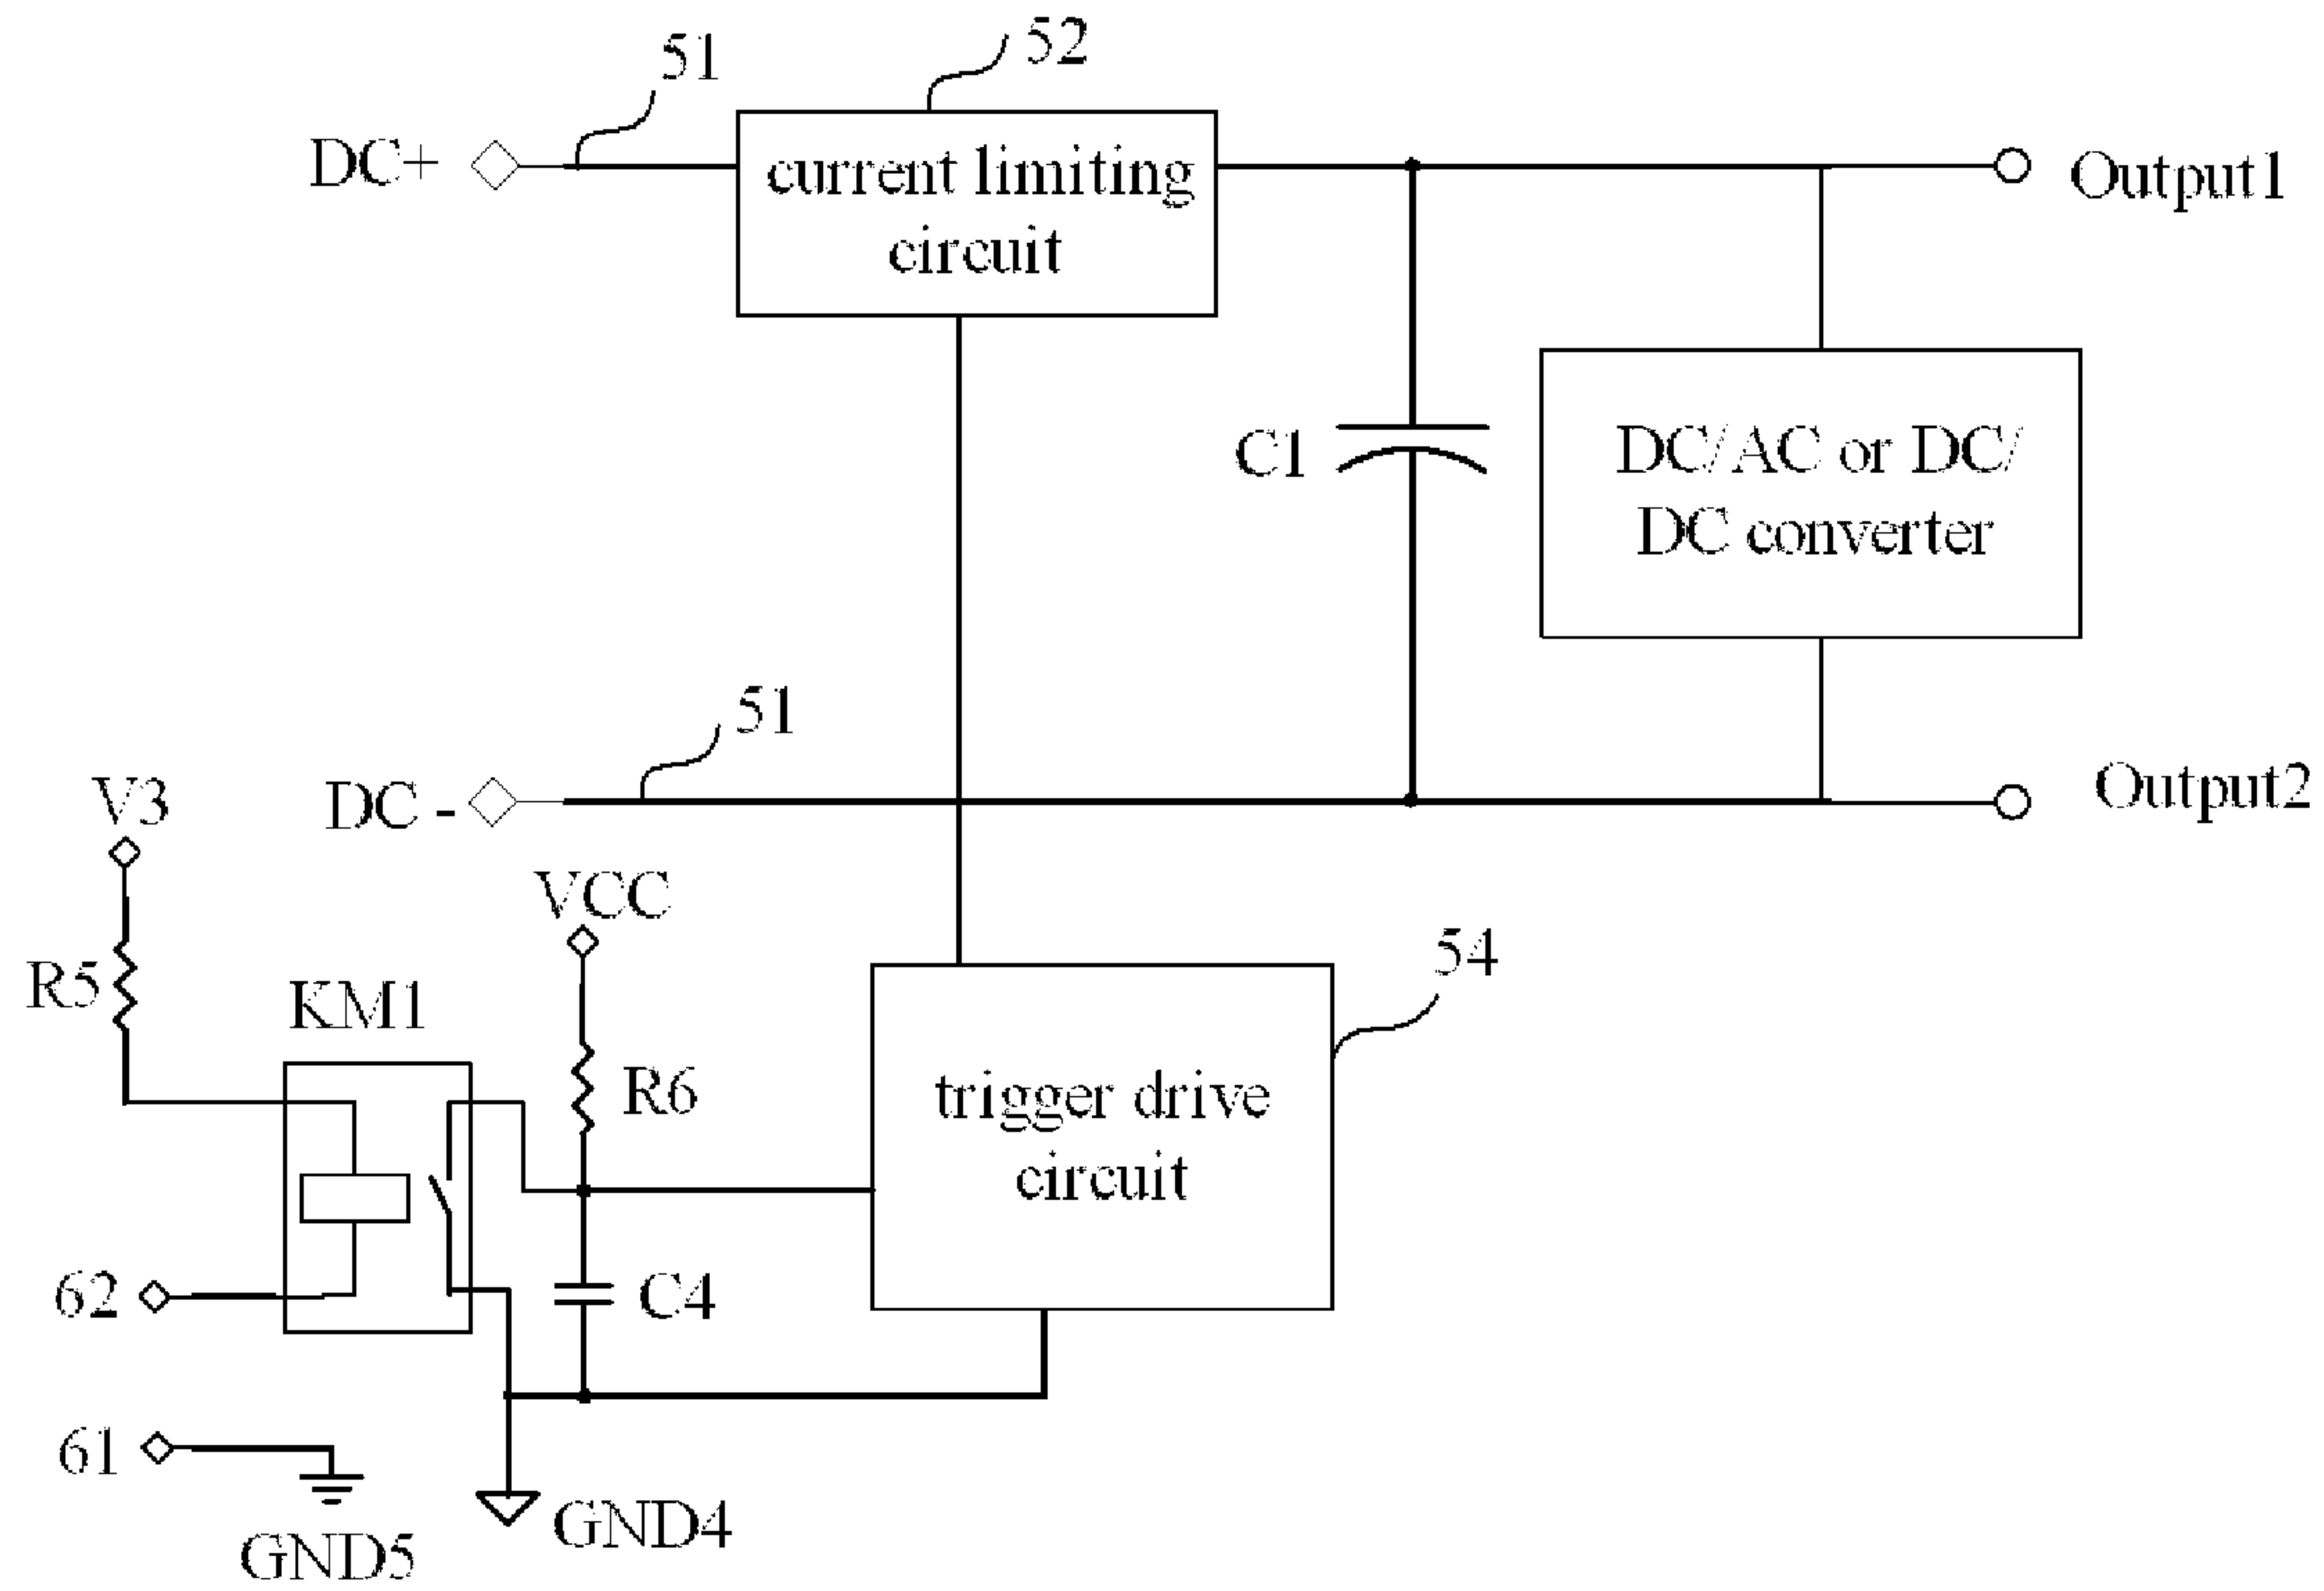 51
52
DC+
current limiting
circuit
Output1
C1
DC/AC or DC/
DC converter
51
V3
DC -
Output2
VCC
54
R5
KM1
R6
trigger drive
circuit
62
C4
61
GND4
GND5